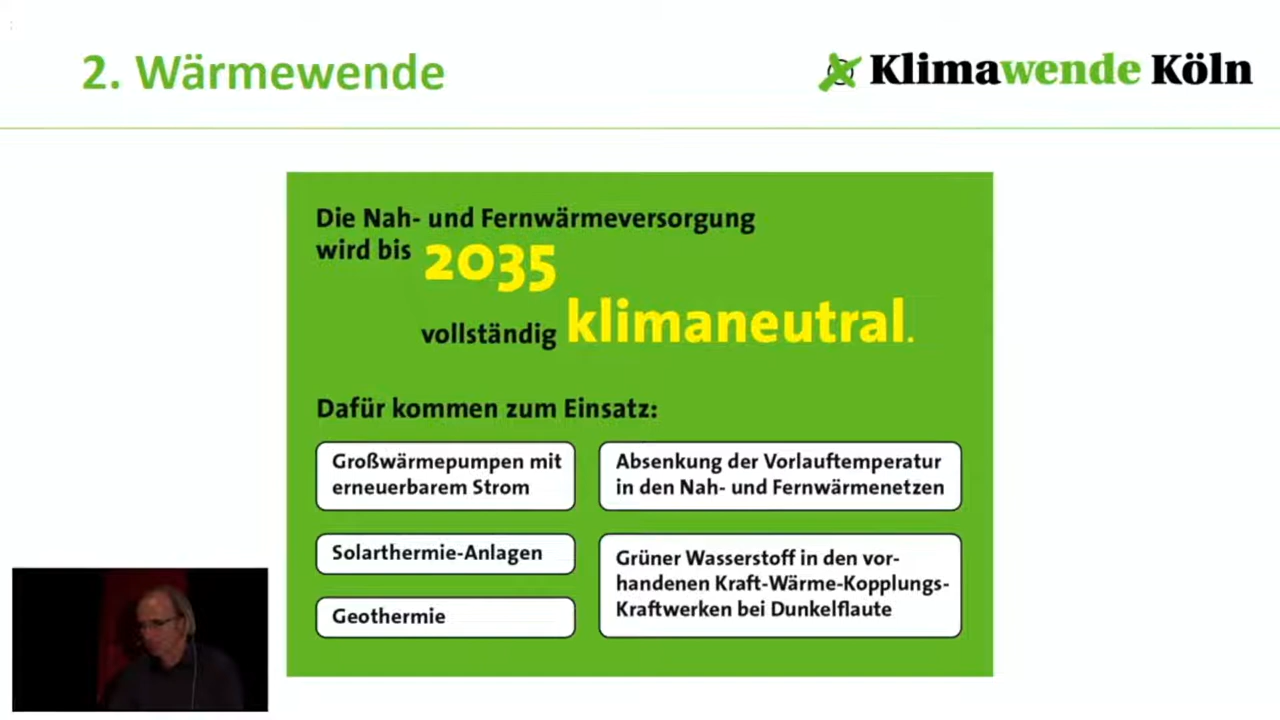 2. Wärmewende
Klimawende Köln
Die Nah- und Fernwärmeversorgung
wird bis 2035
vollständig klimaneutral.
Dafür kommen zum Einsatz:
Großwärmepumpen mit
erneuerbarem Strom
Solarthermie-Anlagen
Geothermie
Absenkung der Vorlauftemperatur
in den Nah- und Fernwärmenetzen
Grüner Wasserstoff in den vor-
handenen Kraft-Wärme-Kopplungs-
Kraftwerken bei Dunkelflaute